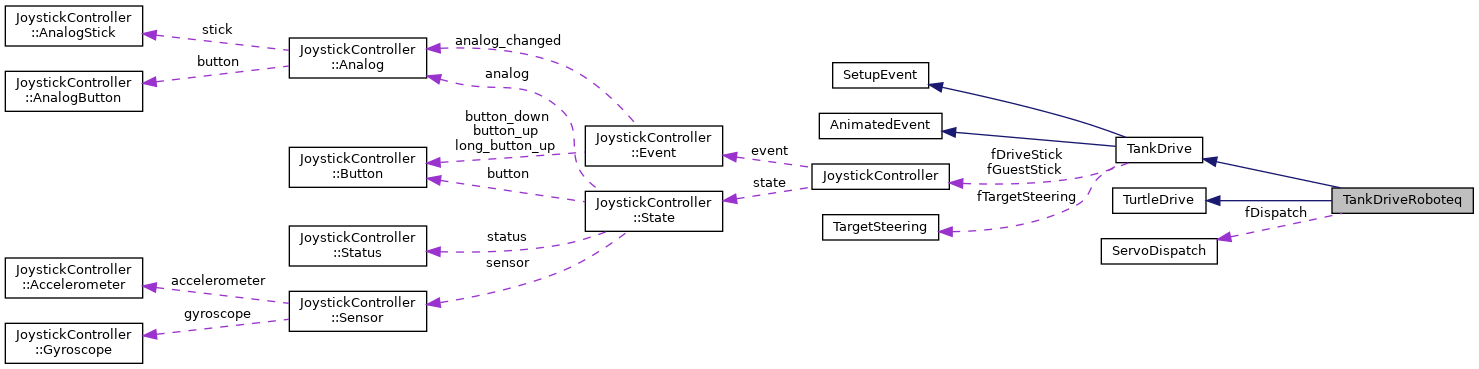 JoystickController
::AnalogStick
JoystickController
::AnalogButton
JoystickController
::Accelerometer
JoystickController
::Gyroscope
stick
button
accelerometer
gyroscope
JoystickController
::Analog
JoystickController
::Button
JoystickController
::Status
JoystickController
::Sensor
analog_changed
analog
button_down
button_up
long_button_up
button
status
sensor
JoystickController
::Event
JoystickController
::State
event
state
SetupEvent
AnimatedEvent
JoystickController
TargetSteering
fDriveStick
fGuestStick
fTargetSteering
TankDrive
TurtleDrive
ServoDispatch
fDispatch
TankDriveRoboteq